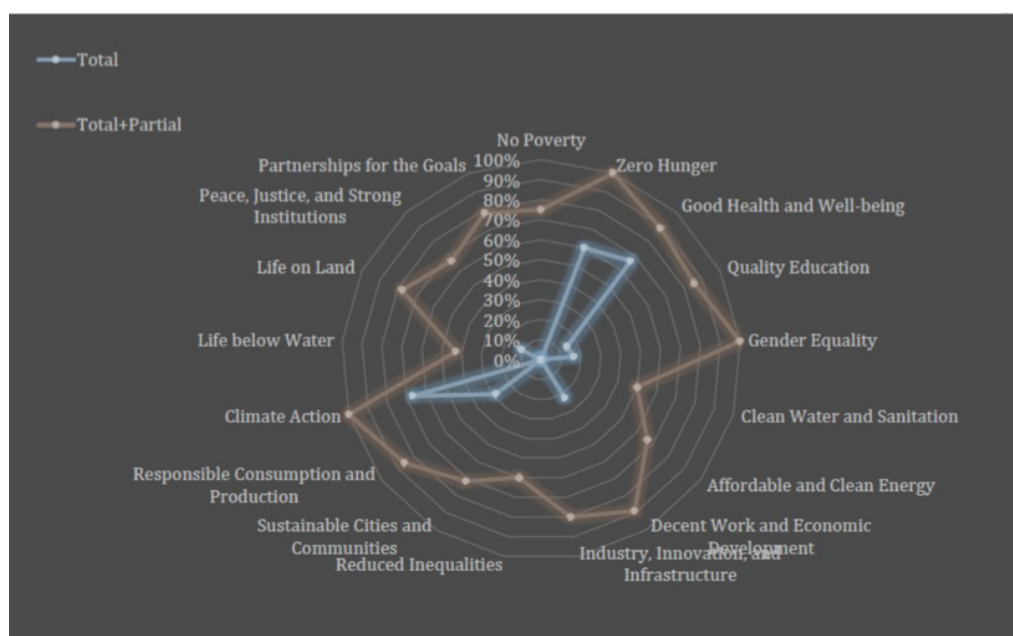 Total
Total+Partial
No Poverty
Zero Hunger
Good Health and Well-being
Quality Education
Gender Equality
Clean Water and Sanitation
Affordable and Clean Energy
Decent Work and Economic
Development
Industry, Innovation, and
Infrastructure
Reduced Inequalities
Sustainable Cities and
Communities
Responsible Consumption and
Production
Climate Action
Life below Water
Life on Land
Peace, Justice, and Strong
Institutions
Partnerships for the Goals
100%
90%
80%
70%
60%
50%
40%
30%
20%
10%
0%